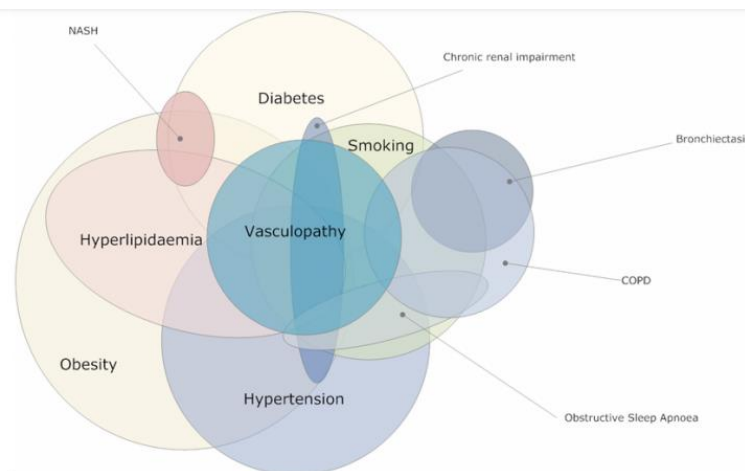 NASH
Chronic renal impairment
Diabetes
Smoking
Bronchiectasi
Hyperlipidaemia
Vasculopathy
COPD
Obesity
Hypertension
Obstructive Sleep Apnoea